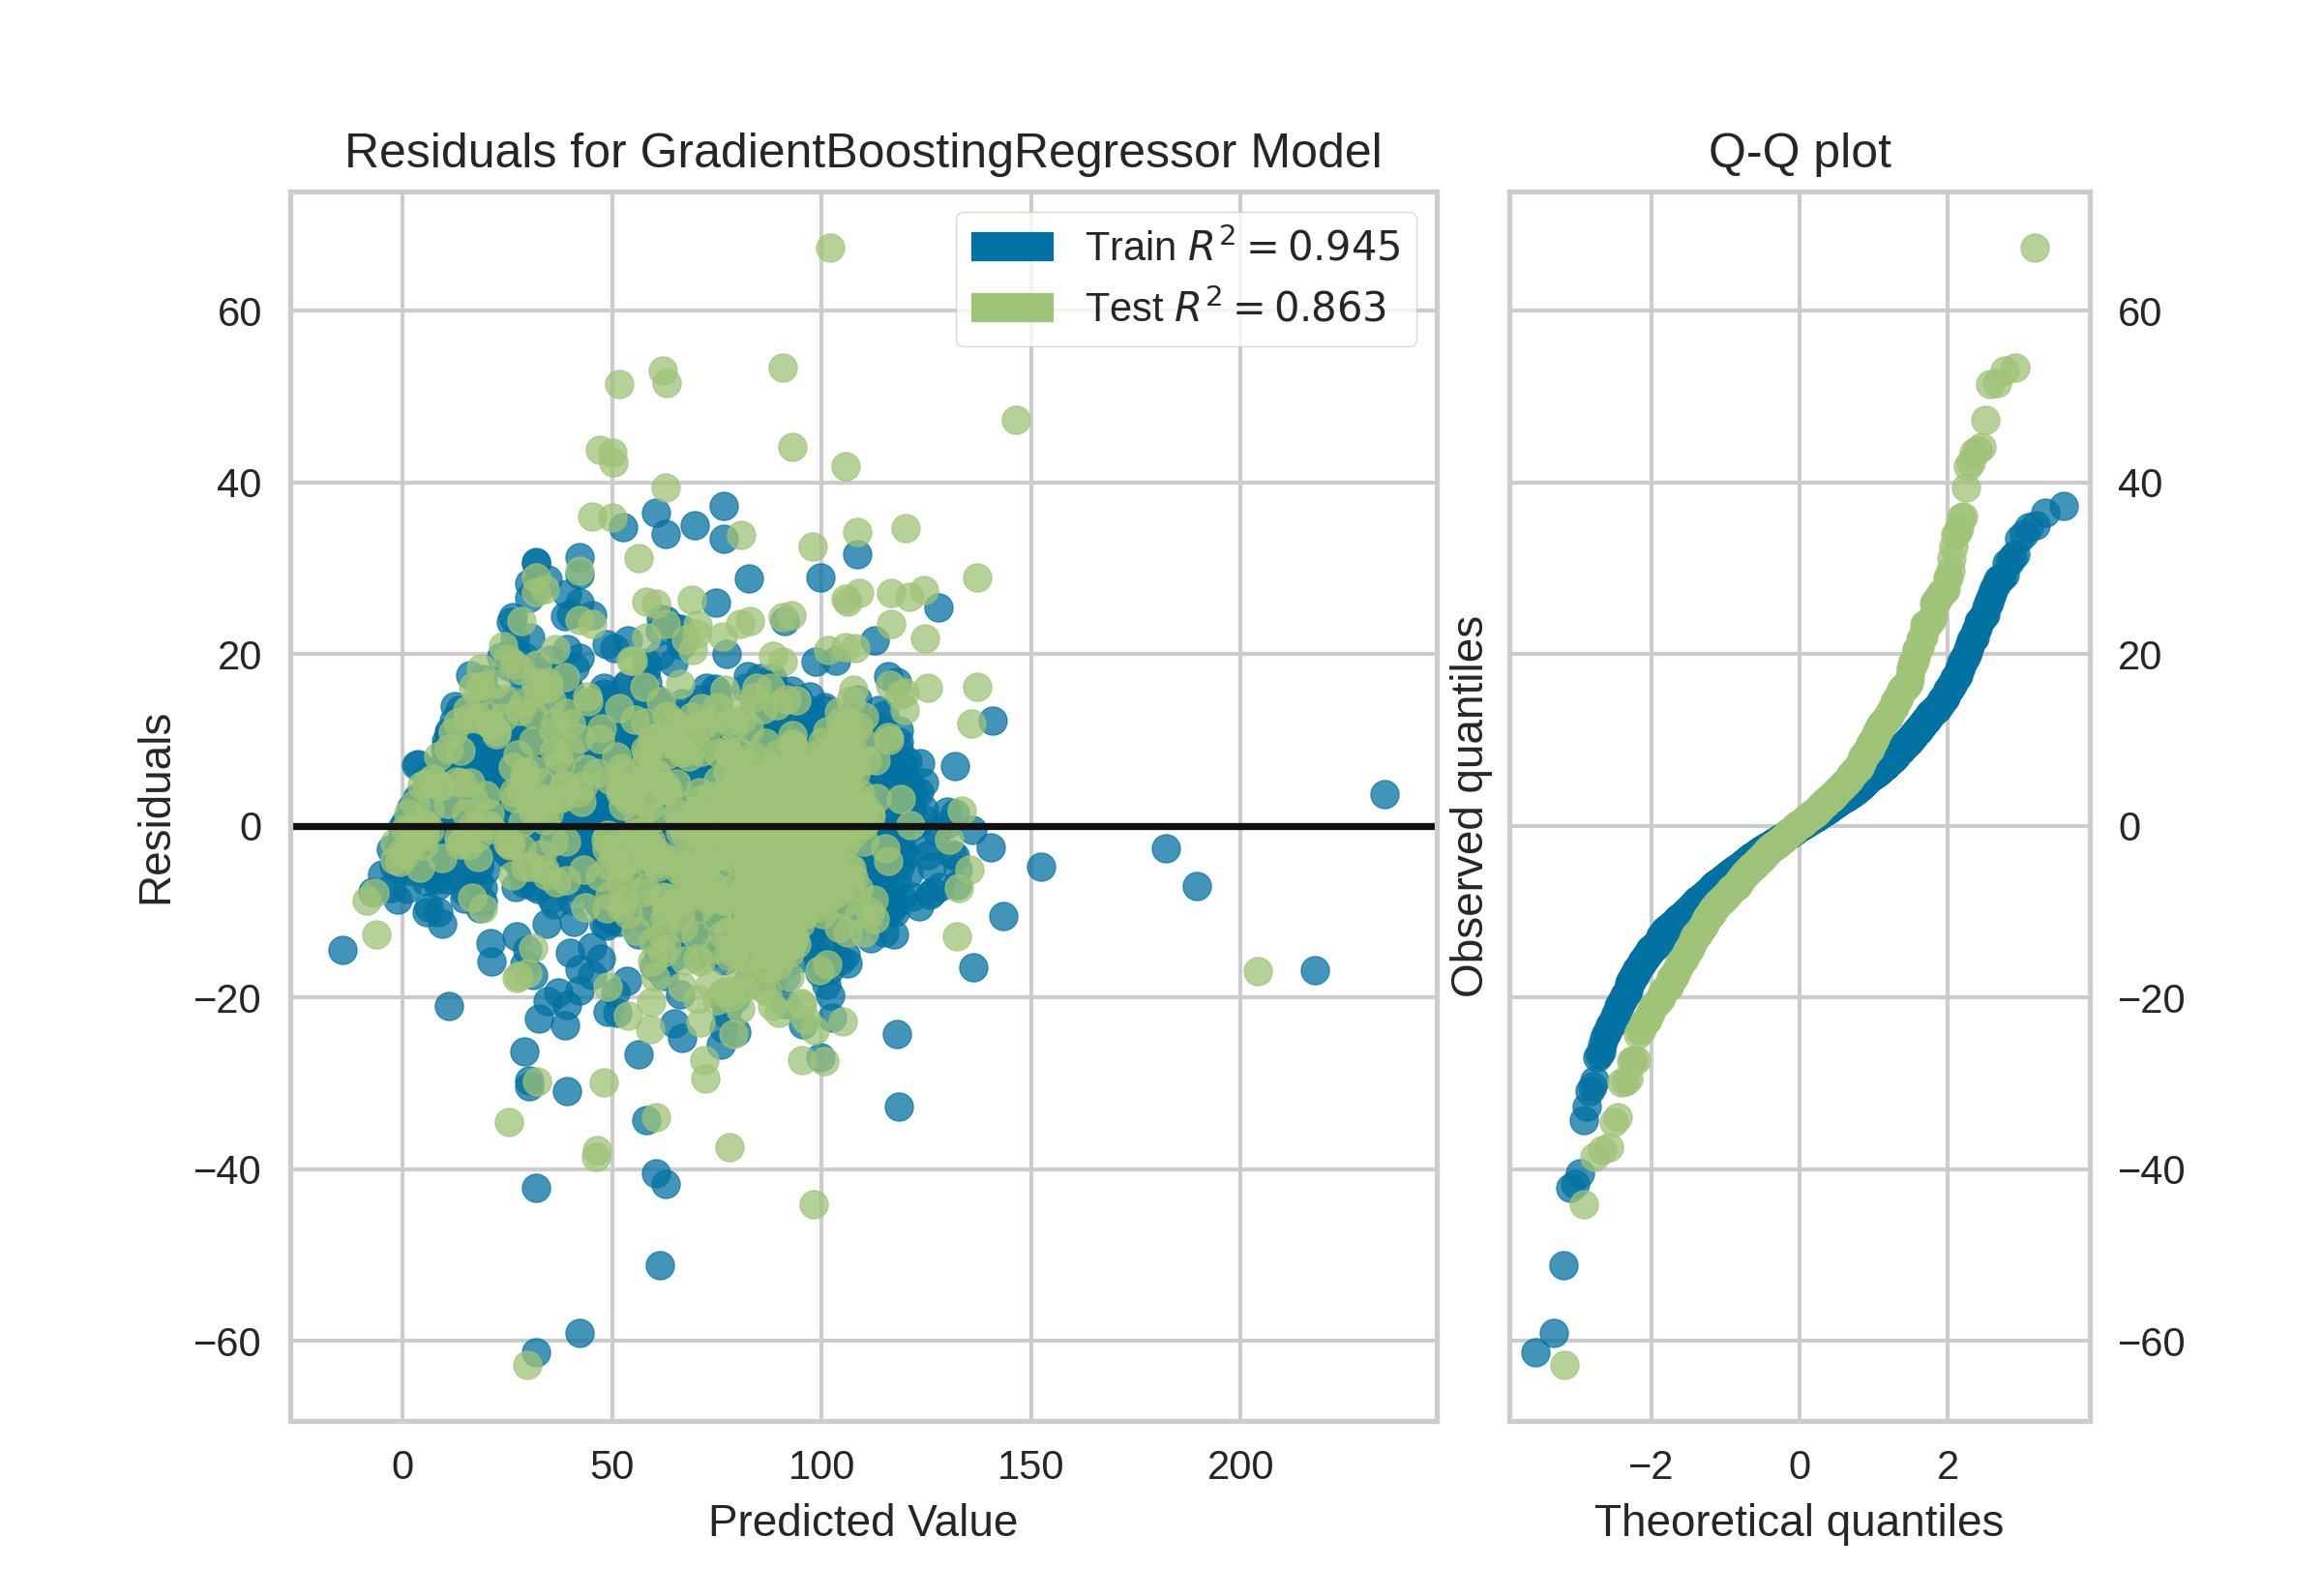 Residuals for GradientBoostingRegressor Model
Train R² = 0.945
Test R² = 0.863
60
40
20
0
−20
−40
−60
Residuals
0 50 100 150 200
Predicted Value
Q-Q plot
Observed quantiles
60
40
20
0
−20
−40
−60
−2 0 2
Theoretical quantiles